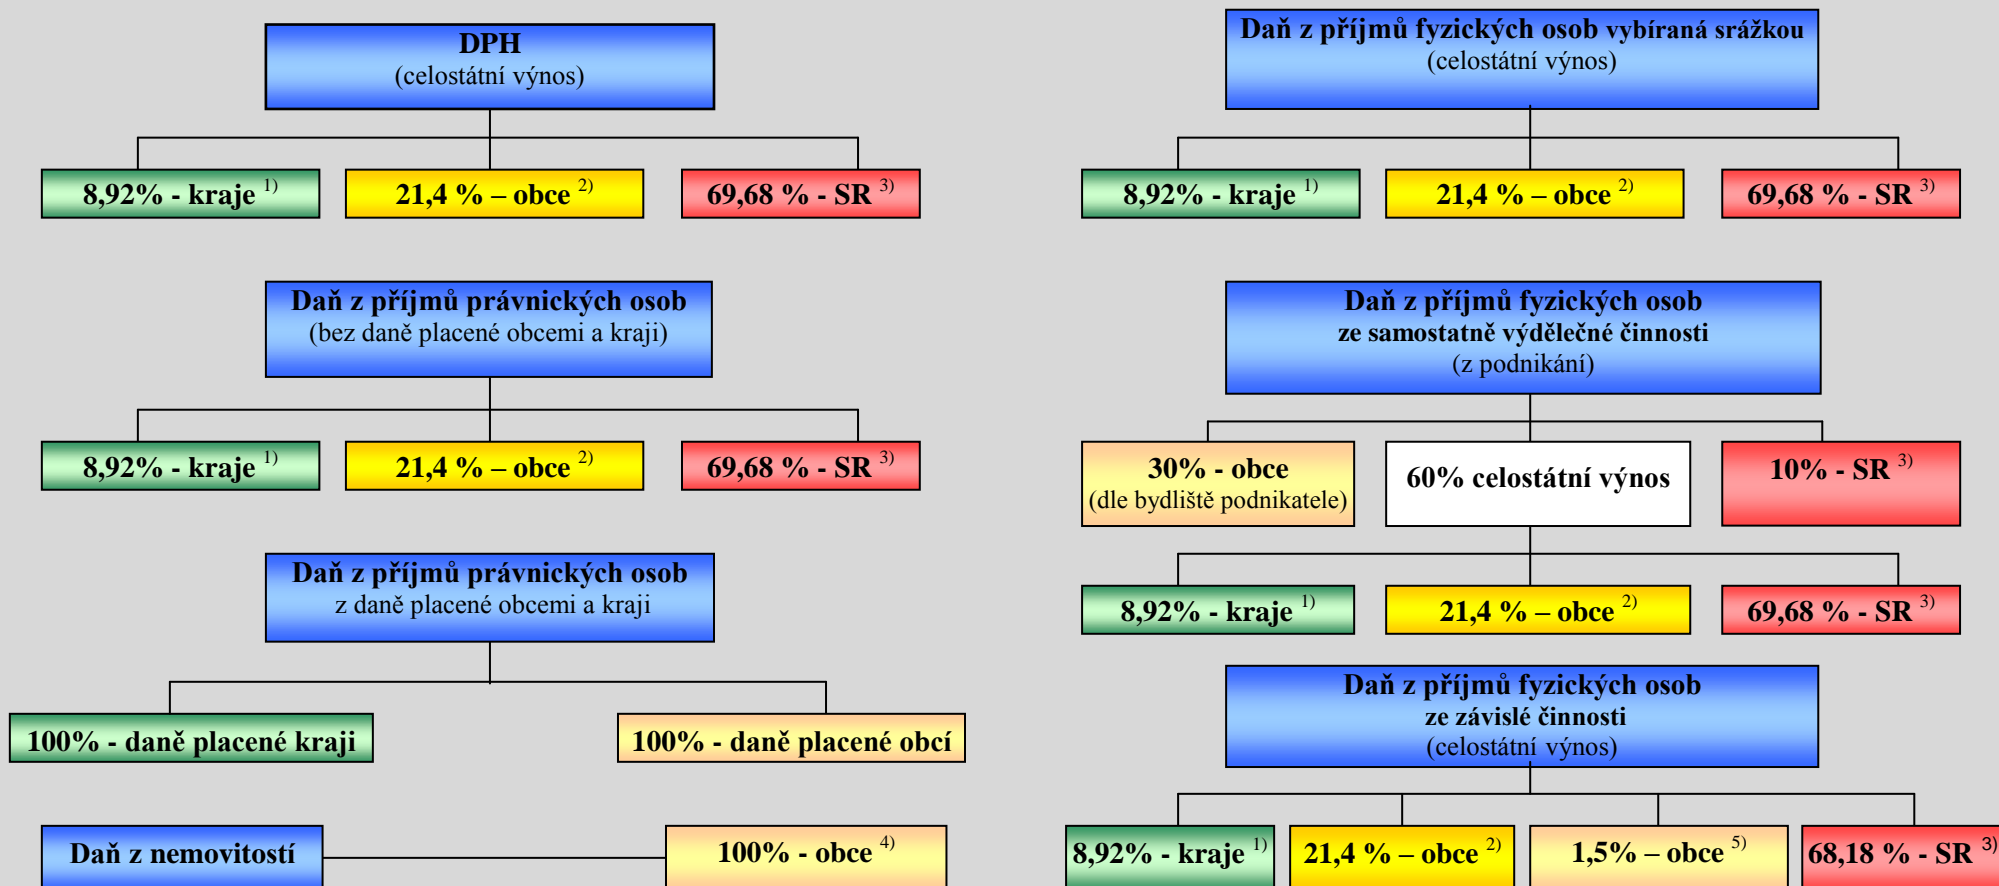 DPH
(celostátní výnos)
8,92% - kraje 1)
21,4 % – obce 2)
69,68 % - SR 3)
Daň z příjmů právnických osob
(bez daně placené obcemi a kraji)
8,92% - kraje 1)
21,4 % – obce 2)
69,68 % - SR 3)
Daň z příjmů právnických osob
z daně placené obcemi a kraji
100% - daně placené kraji
100% - daně placené obcí
Daň z nemovitostí
100% - obce 4)
Daň z příjmů fyzických osob vybíraná srážkou
(celostátní výnos)
8,92% - kraje 1)
21,4 % – obce 2)
69,68 % - SR 3)
Daň z příjmů fyzických osob
ze samostatně výdělečné činnosti
(z podnikání)
30% - obce
(dle bydliště podnikatele)
60% celostátní výnos
10% - SR 3)
8,92% - kraje 1)
21,4 % – obce 2)
69,68 % - SR 3)
Daň z příjmů fyzických osob
ze závislé činnosti
(celostátní výnos)
8,92% - kraje 1)
21,4 % – obce 2)
1,5% – obce 5)
68,18 % - SR 3)